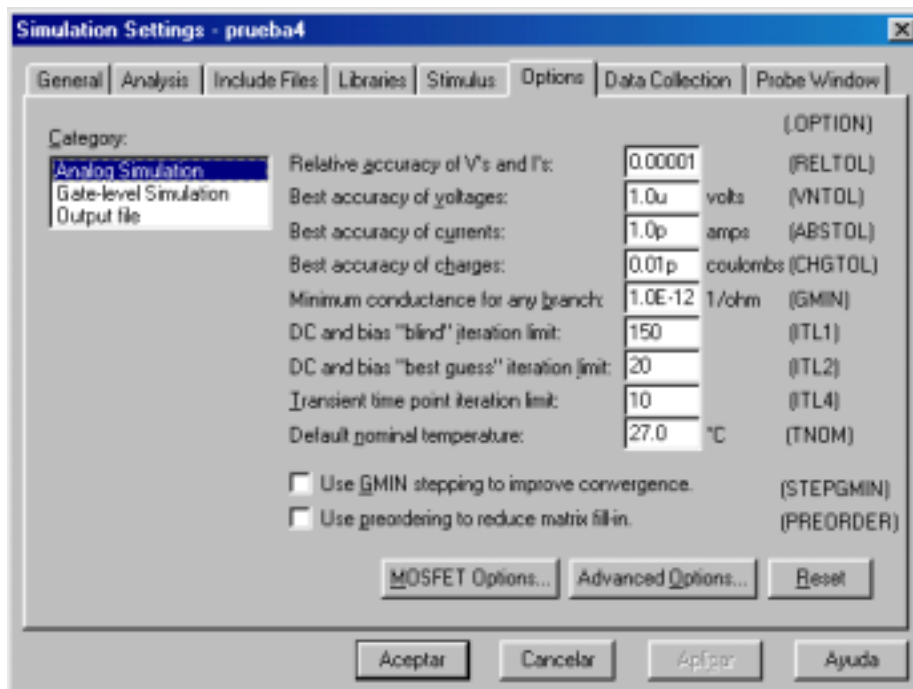 Simulation Settings - prueba4
General Analysis Include Files Libraries Stimulus Options Data Collection Probe Window
(.OPTION)
Category:
Analog Simulation
Gate-level Simulation
Output file
Relative accuracy of V's and I's: 0.00001 (RELTOL)
Best accuracy of voltages: 1.0u volts (VNTOL)
Best accuracy of currents: 1.0p amps (ABSTOL)
Best accuracy of charges: 0.01p coulombs (CHGTOL)
Minimum conductance for any branch: 1.0E-12 1/ohm (GMIN)
DC and bias "blind" iteration limit: 150 (ITL1)
DC and bias "best guess" iteration limit: 20 (ITL2)
Transient time point iteration limit: 10 (ITL4)
Default nominal temperature: 27.0 °C (TNOM)
Use GMIN stepping to improve convergence. (STEPGMIN)
Use preordering to reduce matrix fill-in. (PREORDER)
MOSFET Options... Advanced Options... Reset
Aceptar Cancelar Aplicar Ayuda